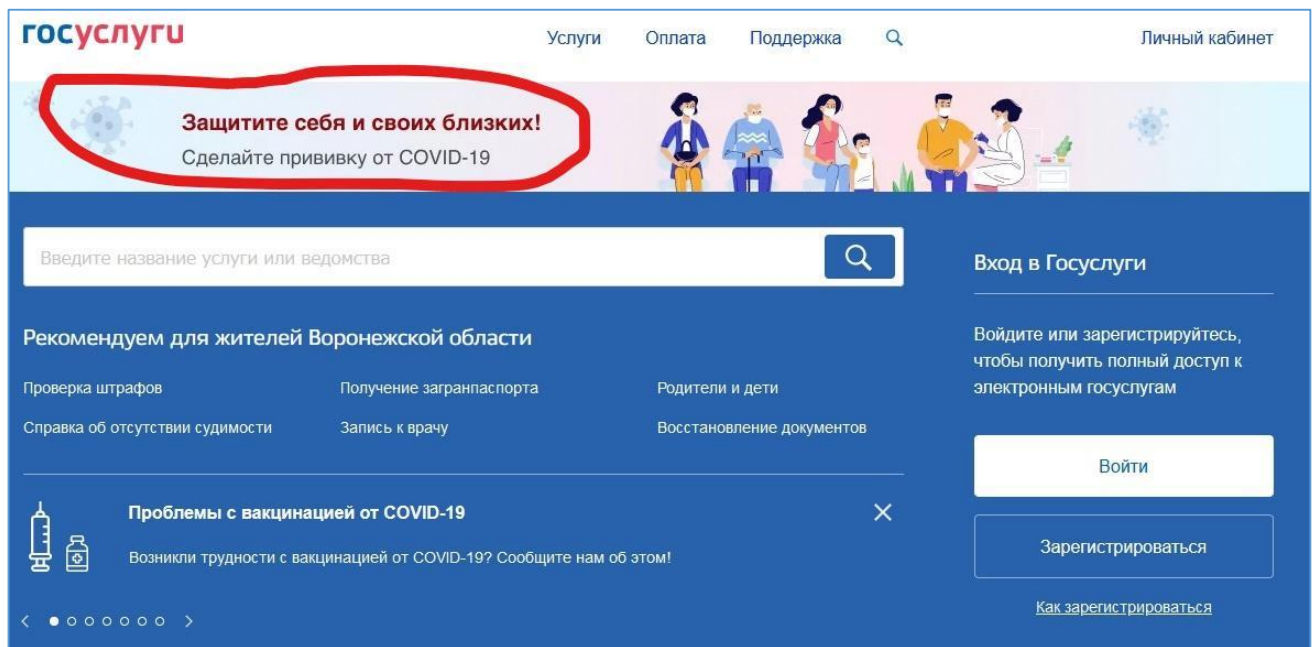 госуслуги
Услуги Оплата Поддержка
Личный кабинет
Защитите себя и своих близких!
Сделайте прививку от COVID-19
Введите название услуги или ведомства
Рекомендуем для жителей Воронежской области
Проверка штрафов Получение загранпаспорта Родители и дети
Справка об отсутствии судимости Запись к врачу Восстановление документов
Проблемы с вакцинацией от COVID-19
Возникли трудности с вакцинацией от COVID-19? Сообщите нам об этом!
Вход в Госуслуги
Войдите или зарегистрируйтесь,
чтобы получить полный доступ к
электронным госуслугам
Войти
Зарегистрироваться
Как зарегистрироваться